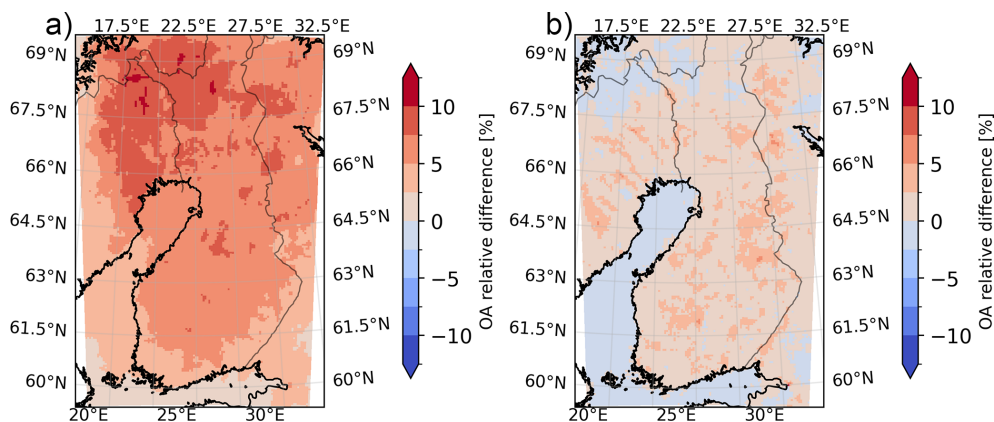 a)
17.5°E 22.5°E 27.5°E 32.5°E
69°N 69°N
67.5°N 67.5°N
66°N 66°N
64.5°N 64.5°N
63°N 63°N
61.5°N 61.5°N
60°N 60°N
20°E 25°E 30°E
10
5
0
−5
−10
OA relative difference [%]
b)
17.5°E 22.5°E 27.5°E 32.5°E
69°N 69°N
67.5°N 67.5°N
66°N 66°N
64.5°N 64.5°N
63°N 63°N
61.5°N 61.5°N
60°N 60°N
20°E 25°E 30°E
10
5
0
−5
−10
OA relative difference [%]